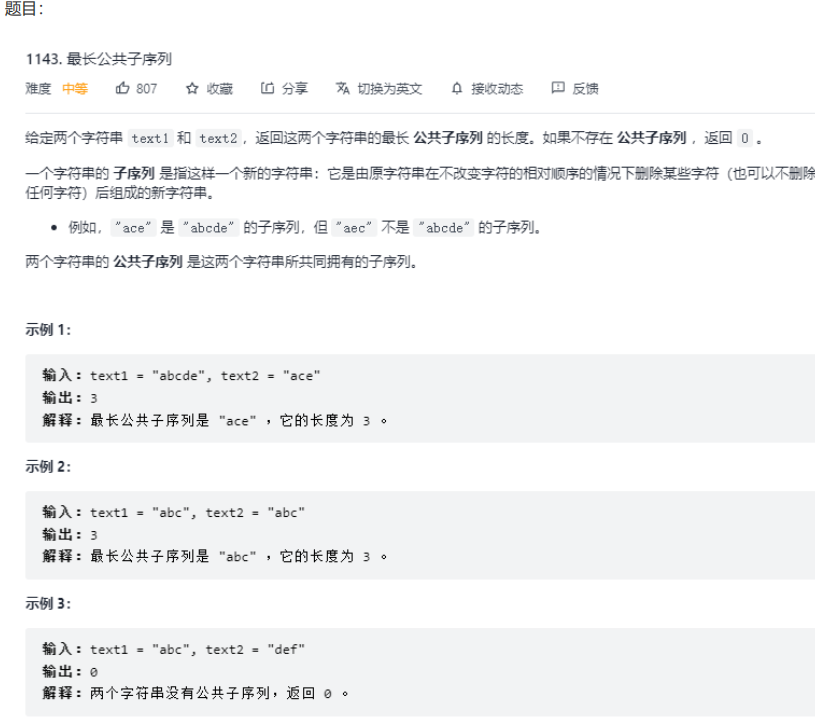 题目：
1143. 最长公共子序列
难度 中等 807 收藏 分享 切换为英文 接收动态 反馈
给定两个字符串 text1 和 text2，返回这两个字符串的最长 公共子序列 的长度。如果不存在 公共子序列 ，返回 0 。
一个字符串的 子序列 是指这样一个新的字符串：它是由原字符串在不改变字符的相对顺序的情况下删除某些字符（也可以不删除
任何字符）后组成的新字符串。
• 例如，"ace" 是 "abcde" 的子序列，但 "aec" 不是 "abcde" 的子序列。
两个字符串的 公共子序列 是这两个字符串所共同拥有的子序列。
示例 1：
输入：text1 = "abcde", text2 = "ace"
输出：3
解释：最长公共子序列是 "ace" ，它的长度为 3 。
示例 2：
输入：text1 = "abc", text2 = "abc"
输出：3
解释：最长公共子序列是 "abc" ，它的长度为 3 。
示例 3：
输入：text1 = "abc", text2 = "def"
输出：0
解释：两个字符串没有公共子序列，返回 0 。